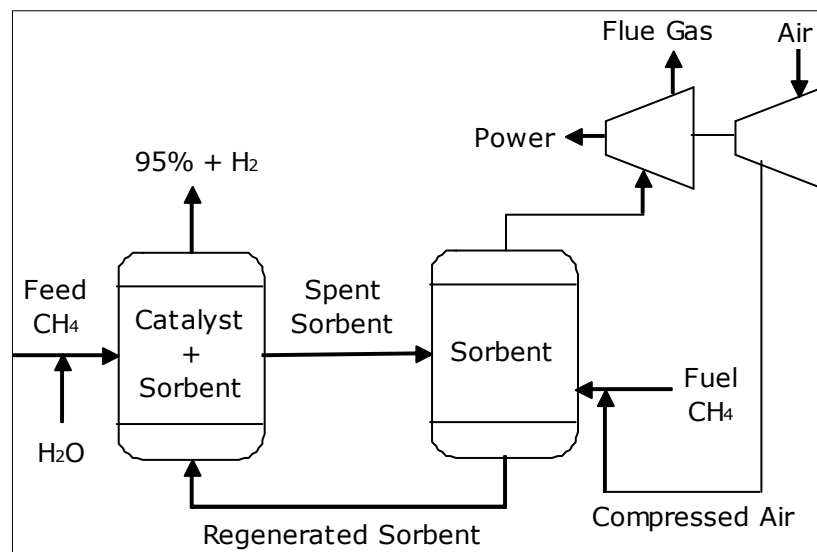 Flue Gas
Air
Power
95% + H₂
Feed
CH₄
Spent
Sorbent
Catalyst
+
Sorbent
Sorbent
Fuel
CH₄
H₂O
Compressed Air
Regenerated Sorbent